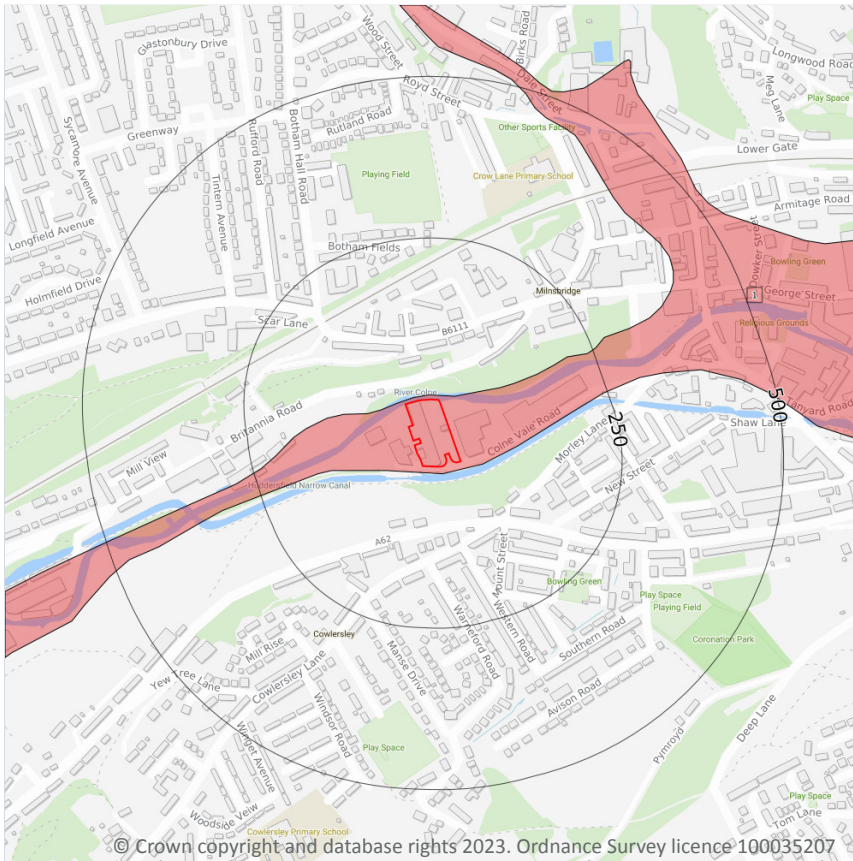 Wood Street
Birks Road
Glastonbury Drive
Longwood Road
Royd Street
Dale Street
Meg Lane
Play Space
Sycamore Avenue
Greenway
Rufford Road
Botham Hall Road
Rutland Road
Other Sports Facility
Lower Gate
Playing Field
Crow Lane Primary School
Tintern Avenue
Armitage Road
Longfield Avenue
Botham Fields
Bowling Green
Holmfield Drive
Milnsbridge
1
George Street
Scar Lane
B6111
Religious Grounds
River Colne
Tanyard Road
500
Britannia Road
Colne Vale Road
250
Shaw Lane
Mill View
Morley Lane
New Street
Huddersfield Narrow Canal
A62
Mount Street
Bowling Green
Play Space
Playing Field
Western Road
Warneford Road
Cowlersley
Coronation Park
Mill Rise
Southern Road
Manse Drive
Yew Tree Lane
Cowlersley Lane
Avison Road
Windsor Road
Deep Lane
Pymroyd
Winget Avenue
Play Space
Play Space
Woodside Veiw
Tom Lane
Cowlersley Primary School
© Crown copyright and database rights 2023. Ordnance Survey licence 100035207